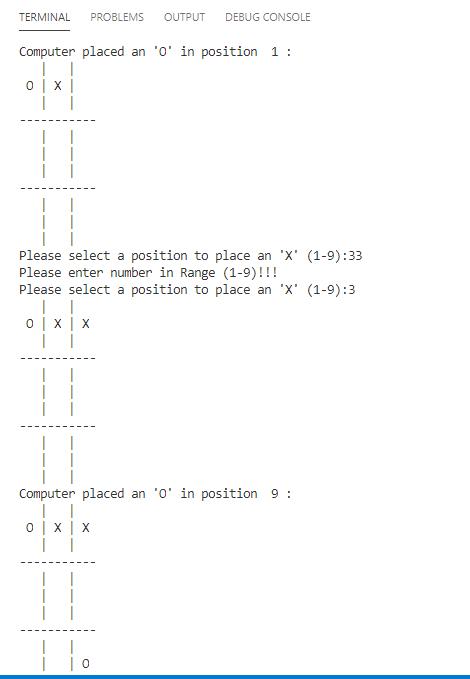 TERMINAL PROBLEMS OUTPUT DEBUG CONSOLE
Computer placed an 'O' in position  1 :
   |   |
 O | X |
   |   |
-----------
   |   |
   |   |
   |   |
-----------
   |   |
   |   |
   |   |
Please select a position to place an 'X' (1-9):33
Please enter number in Range (1-9)!!!
Please select a position to place an 'X' (1-9):3
   |   |
 O | X | X
   |   |
-----------
   |   |
   |   |
   |   |
-----------
   |   |
   |   |
   |   |
Computer placed an 'O' in position  9 :
   |   |
 O | X | X
   |   |
-----------
   |   |
   |   |
   |   |
-----------
   |   |
   |   | O